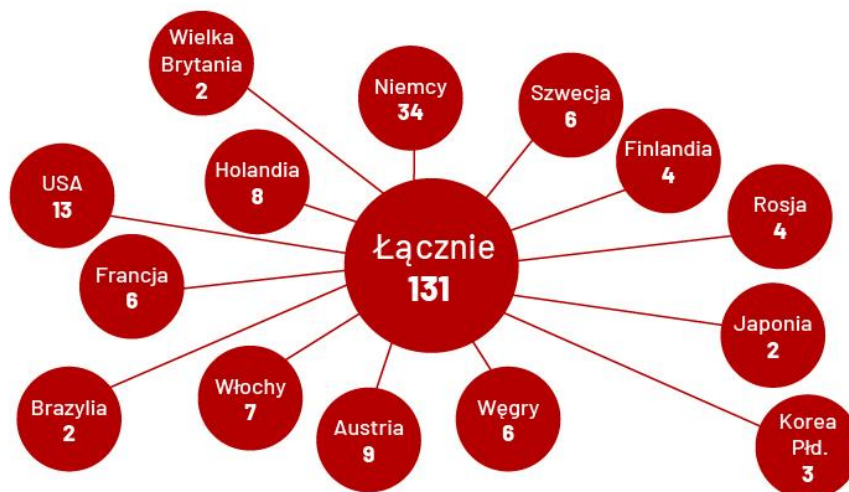 Wielka
Brytania
2
Niemcy
34
Szwecja
6
Finlandia
4
Holandia
8
USA
13
Rosja
4
Łącznie
131
Francja
6
Japonia
2
Włochy
7
Brazylia
2
Austria
9
Węgry
6
Korea
Płd.
3